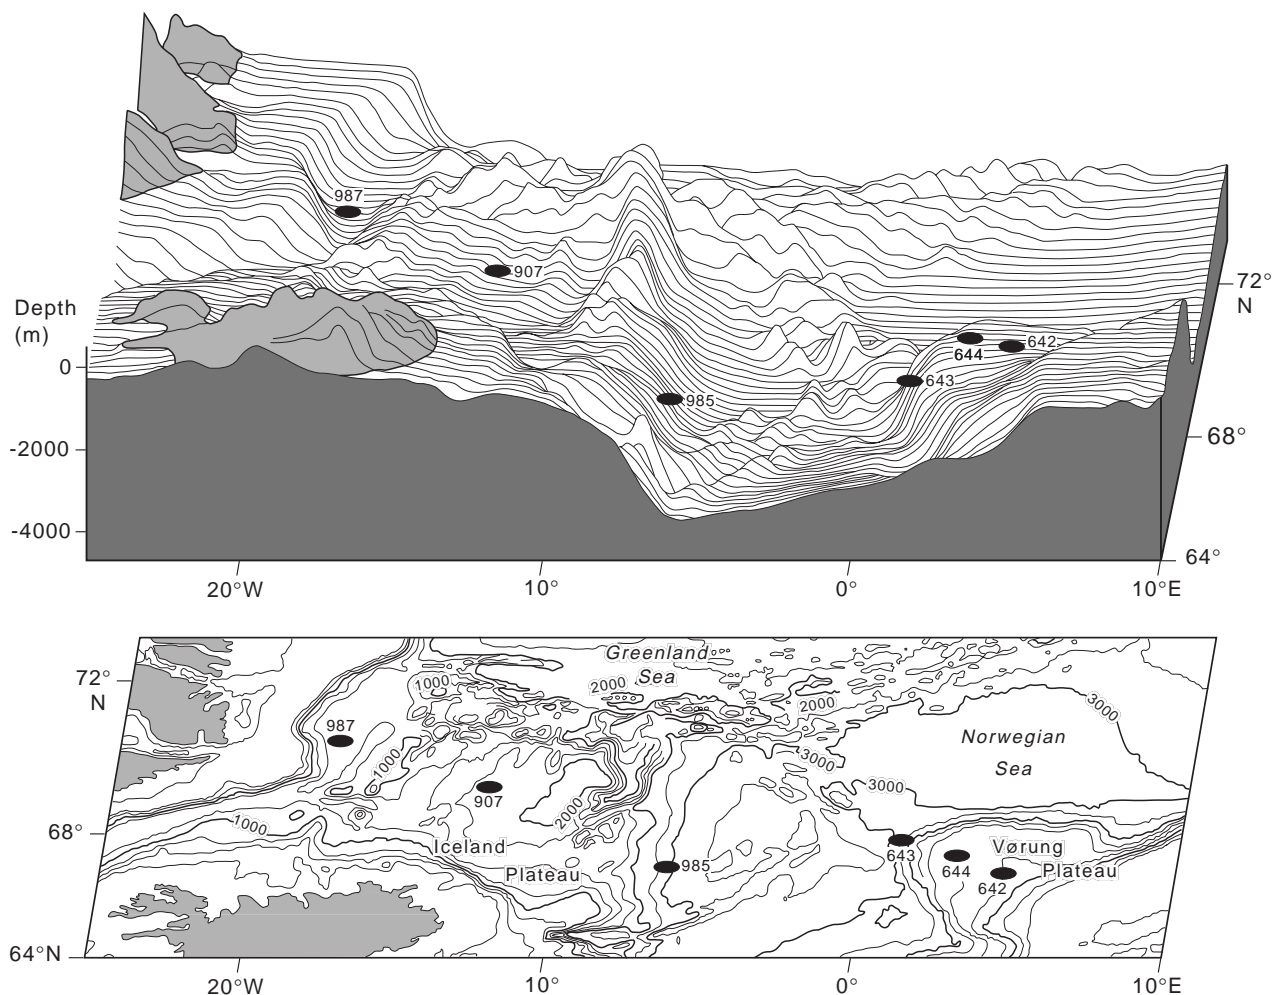 987
907
Depth
(m)
72°
N
642
644
0
643
985
68°
-2000
-4000
64°
20°W
10°
0°
10°E
Greenland
Sea
72°
N
1000
2000
2000
3000
987
Norwegian
Sea
1000
3000
3000
907
2000
68°
1000
Iceland
643
Vørung
985
644
Plateau
Plateau
642
64°N
20°W
10°
0°
10°E